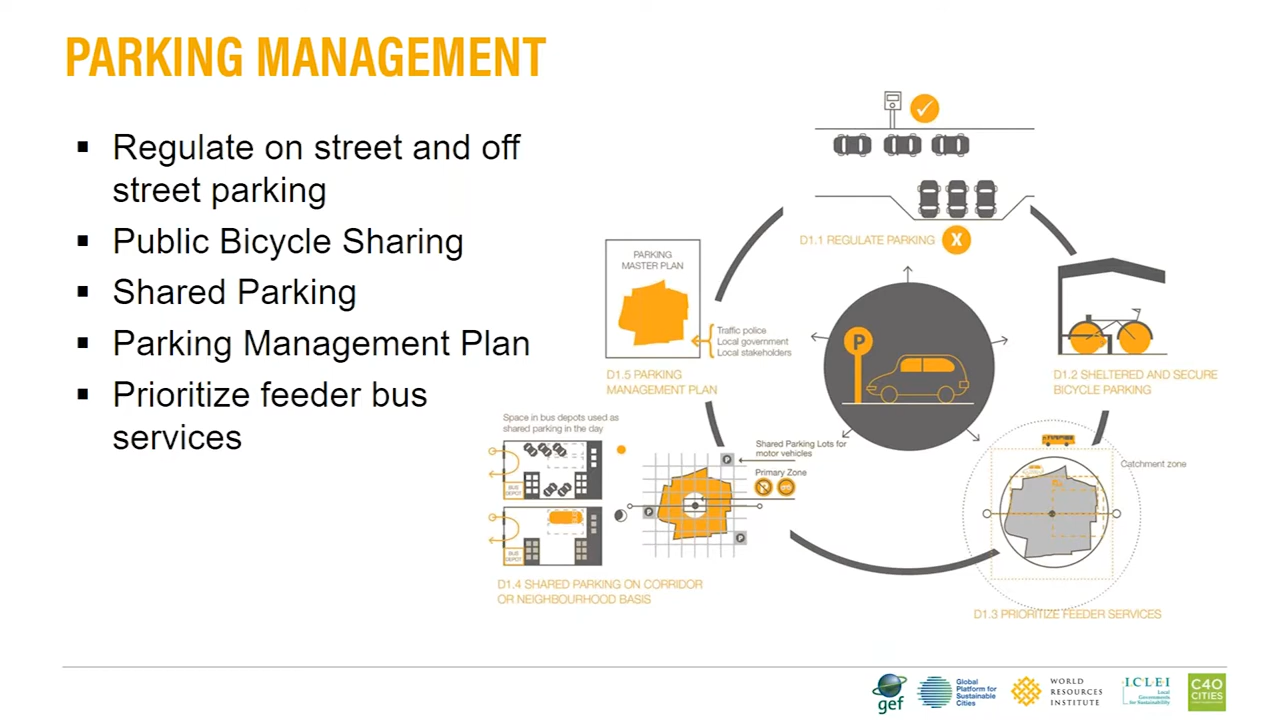 PARKING MANAGEMENT
▪ Regulate on street and off
street parking
▪ Public Bicycle Sharing
▪ Shared Parking
▪ Parking Management Plan
▪ Prioritize feeder bus
services
D1.1 REGULATE PARKING
X
PARKING
MASTER PLAN
Traffic police
Local government
Local stakeholders
D1.5 PARKING
MANAGEMENT PLAN
P
D1.2 SHELTERED AND SECURE
BICYCLE PARKING
Space in bus depots used as
shared parking in the day
BUS
DEPOT
BUS
DEPOT
Shared Parking Lots for
motor vehicles
Primary Zone
P
P
P
D1.4 SHARED PARKING ON CORRIDOR
OR NEIGHBOURHOOD BASIS
Catchment zone
D1.3 PRIORITIZE FEEDER SERVICES
gef
Global
Platform for
Sustainable
Cities
WORLD
RESOURCES
INSTITUTE
I.C.L.E.I
Local
Governments
for Sustainability
C40
CITIES